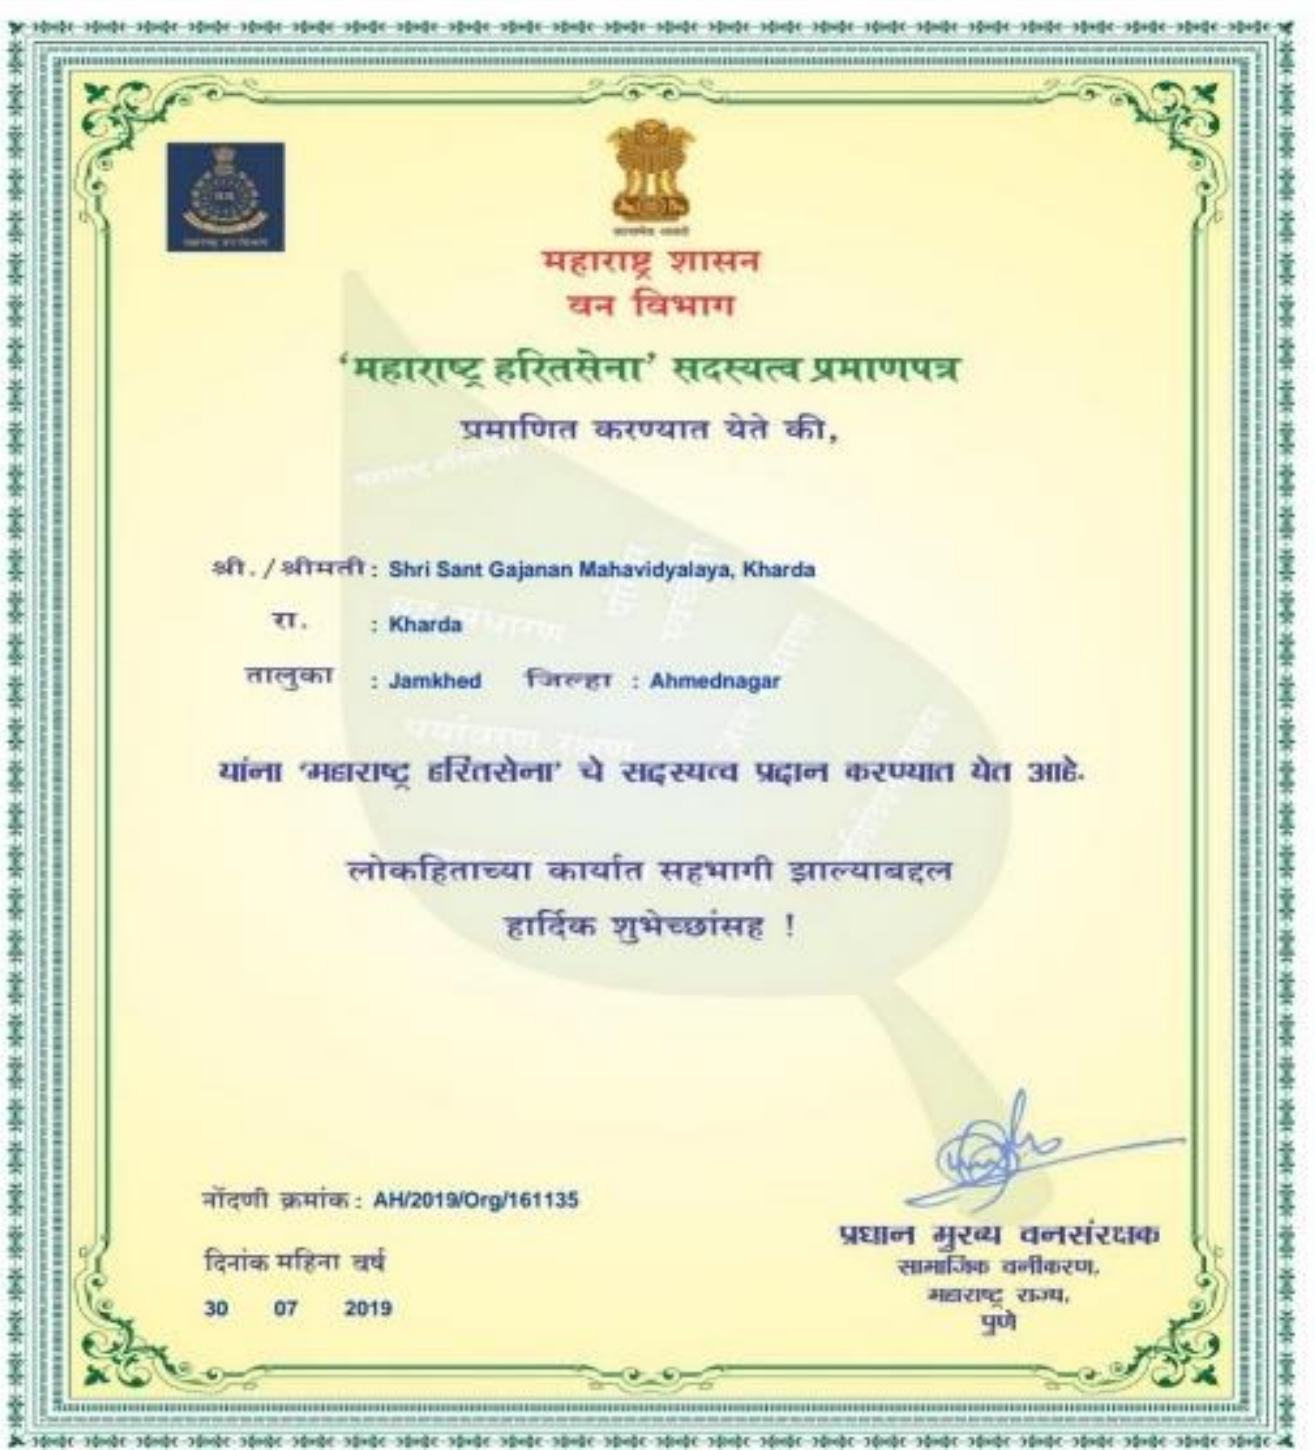 महाराष्ट्र शासन
वन विभाग
'महाराष्ट्र हरितसेना' सदस्यत्व प्रमाणपत्र
प्रमाणित करण्यात येते की,
श्री./श्रीमती : Shri Sant Gajanan Mahavidyalaya, Kharda
रा. : Kharda
तालुका : Jamkhed जिल्हा : Ahmednagar
यांना 'महाराष्ट्र हरितसेना' चे सदस्यत्व प्रदान करण्यात येत आहे.
लोकहिताच्या कार्यात सहभागी झाल्याबद्दल
हार्दिक शुभेच्छांसह !
नोंदणी क्रमांक : AH/2019/Org/161135
दिनांक महिना वर्ष
30 07 2019
प्रधान मुख्य वनसंरक्षक
सामाजिक वनीकरण,
महाराष्ट्र राज्य,
पुणे